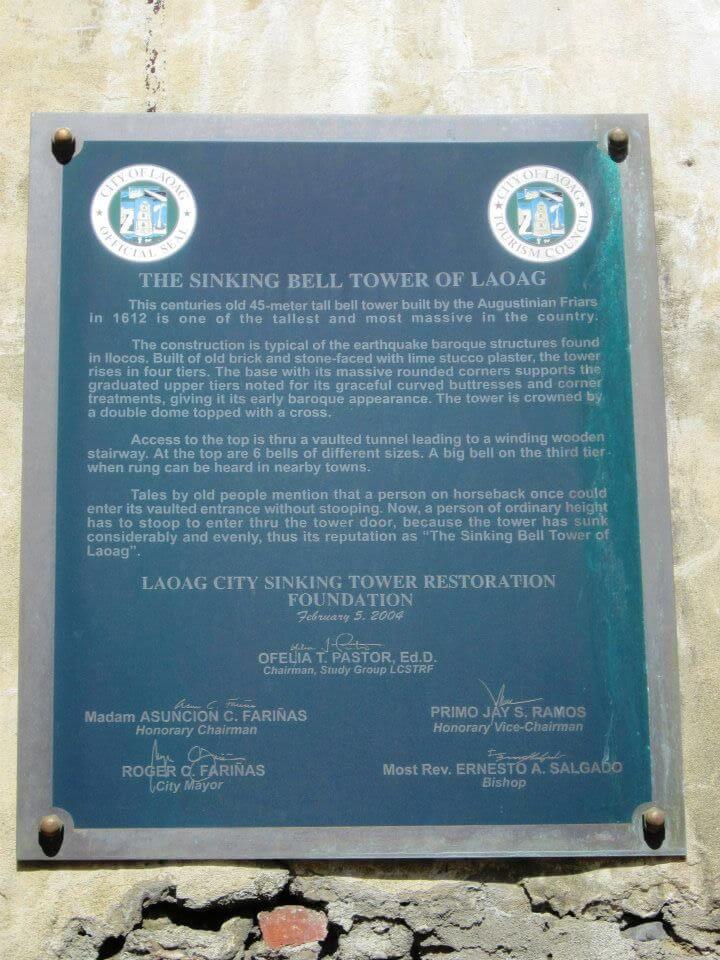 CITY OF LAOAG
OFFICIAL SEAL
CITY OF LAOAG
TOURISM COUNCIL
THE SINKING BELL TOWER OF LAOAG
This centuries old 45-meter tall bell tower built by the Augustinian Friars
in 1612 is one of the tallest and most massive in the country.
The construction is typical of the earthquake baroque structures found
in Ilocos. Built of old brick and stone-faced with lime stucco plaster, the tower
rises in four tiers. The base with its massive rounded corners supports the
graduated upper tiers noted for its graceful curved buttresses and corner
treatments, giving it its early baroque appearance. The tower is crowned by
a double dome topped with a cross.
Access to the top is thru a vaulted tunnel leading to a winding wooden
stairway. At the top are 6 bells of different sizes. A big bell on the third tier
when rung can be heard in nearby towns.
Tales by old people mention that a person on horseback once could
enter its vaulted entrance without stooping. Now, a person of ordinary height
has to stoop to enter thru the tower door, because the tower has sunk
considerably and evenly, thus its reputation as “The Sinking Bell Tower of
Laoag”.
LAOAG CITY SINKING TOWER RESTORATION
FOUNDATION
February 5, 2004
OFELIA T. PASTOR, Ed.D.
Chairman, Study Group LCSTRF
Madam ASUNCION C. FARIÑAS
Honorary Chairman
PRIMO JAY S. RAMOS
Honorary Vice-Chairman
ROGER C. FARIÑAS
City Mayor
Most Rev. ERNESTO A. SALGADO
Bishop